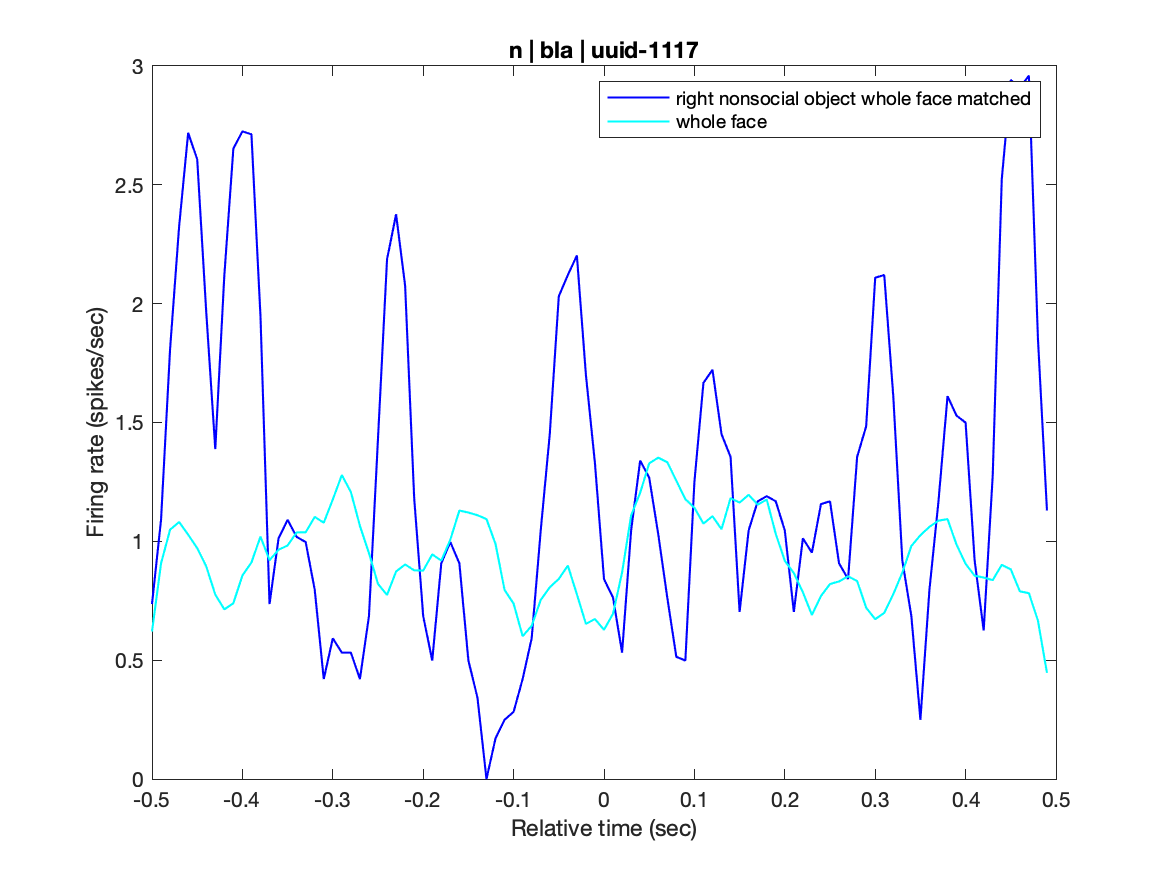 n | bla | uuid-1117
right nonsocial object whole face matched
whole face
3
2.5
2
1.5
1
0.5
0
Firing rate (spikes/sec)
-0.5 -0.4 -0.3 -0.2 -0.1 0 0.1 0.2 0.3 0.4 0.5
Relative time (sec)